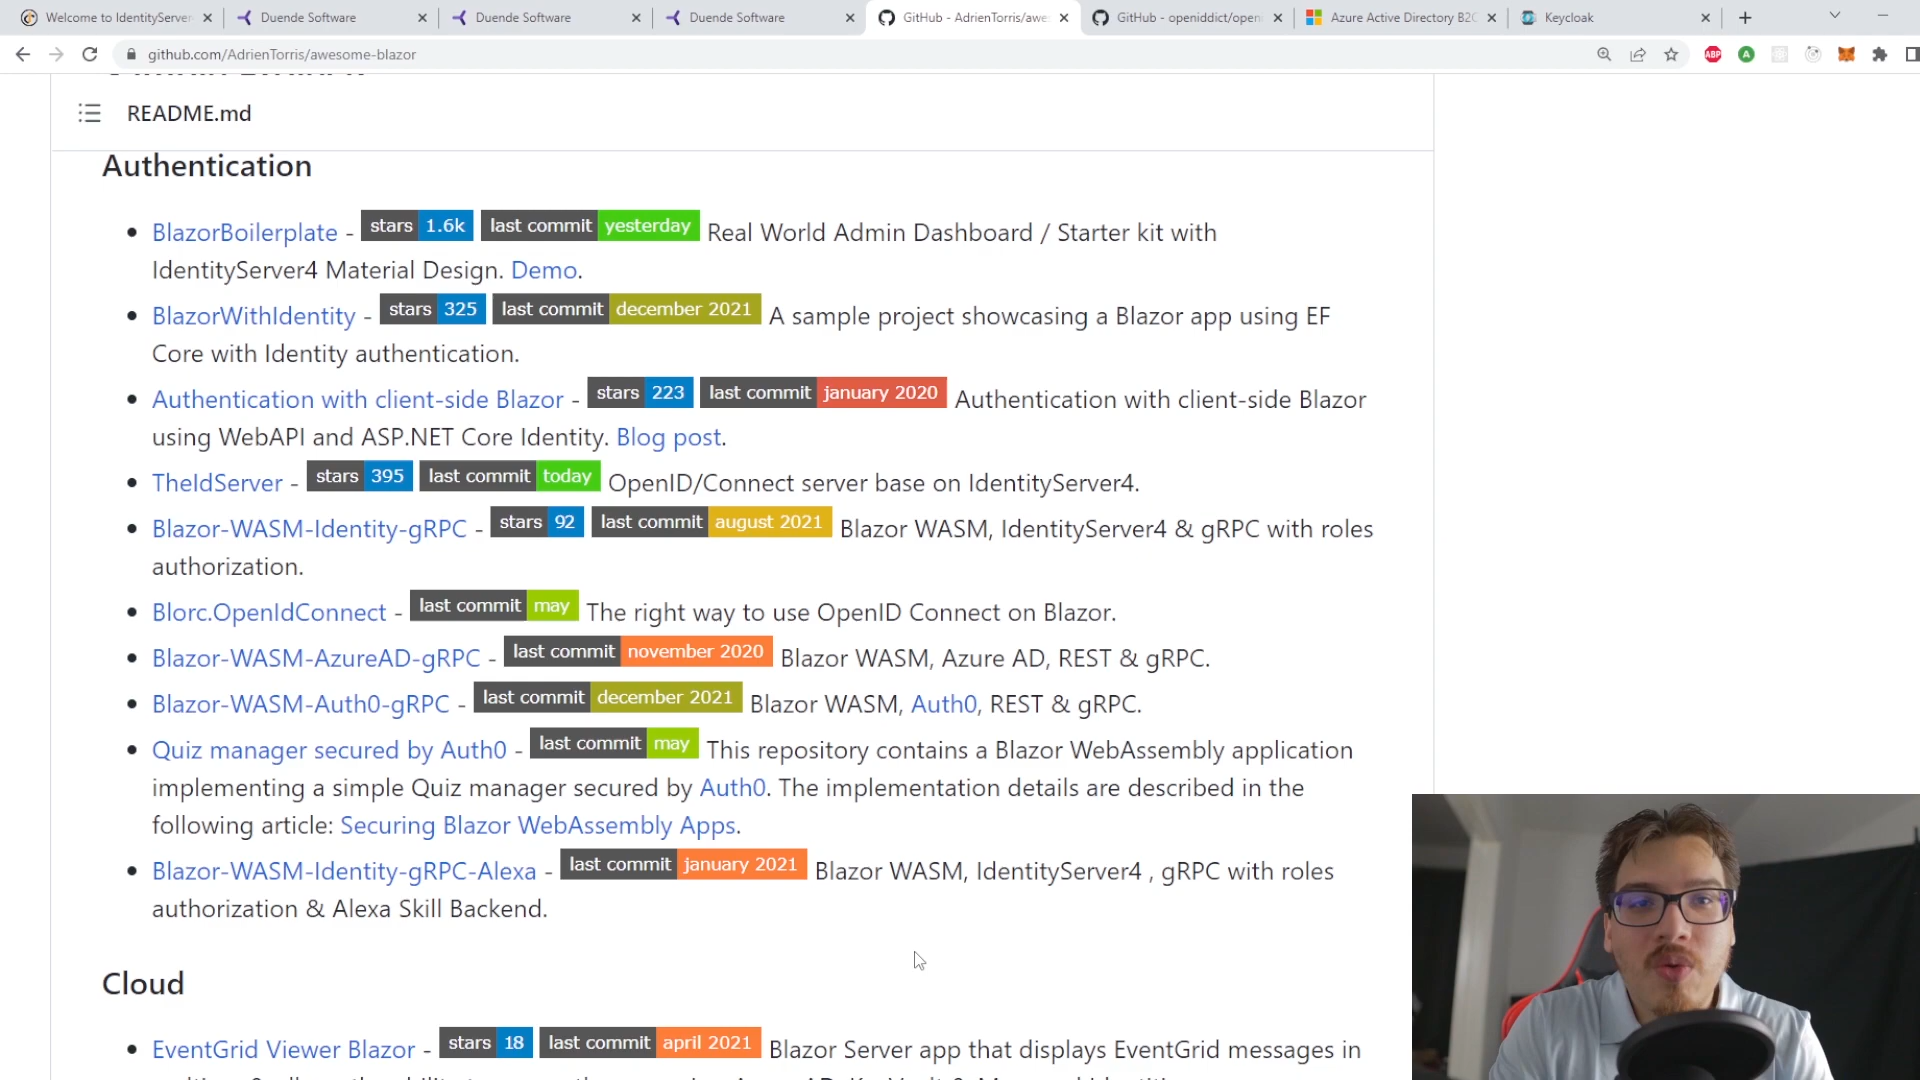 Welcome to IdentityServer
Duende Software
Duende Software
Duende Software
GitHub - AdrienTorris/awe
GitHub - openiddict/open
Azure Active Directory B2C
Keycloak
github.com/AdrienTorris/awesome-blazor
ABP
A
README.md
Authentication
BlazorBoilerplate - stars 1.6k last commit yesterday Real World Admin Dashboard / Starter kit with
IdentityServer4 Material Design. Demo.
BlazorWithIdentity - stars 325 last commit december 2021 A sample project showcasing a Blazor app using EF
Core with Identity authentication.
Authentication with client-side Blazor - stars 223 last commit january 2020 Authentication with client-side Blazor
using WebAPI and ASP.NET Core Identity. Blog post.
TheIdServer - stars 395 last commit today OpenID/Connect server base on IdentityServer4.
Blazor-WASM-Identity-gRPC - stars 92 last commit august 2021 Blazor WASM, IdentityServer4 & gRPC with roles
authorization.
Blorc.OpenIdConnect - last commit may The right way to use OpenID Connect on Blazor.
Blazor-WASM-AzureAD-gRPC - last commit november 2020 Blazor WASM, Azure AD, REST & gRPC.
Blazor-WASM-Auth0-gRPC - last commit december 2021 Blazor WASM, Auth0, REST & gRPC.
Quiz manager secured by Auth0 - last commit may This repository contains a Blazor WebAssembly application
implementing a simple Quiz manager secured by Auth0. The implementation details are described in the
following article: Securing Blazor WebAssembly Apps.
Blazor-WASM-Identity-gRPC-Alexa - last commit january 2021 Blazor WASM, IdentityServer4 , gRPC with roles
authorization & Alexa Skill Backend.
Cloud
EventGrid Viewer Blazor - stars 18 last commit april 2021 Blazor Server app that displays EventGrid messages in